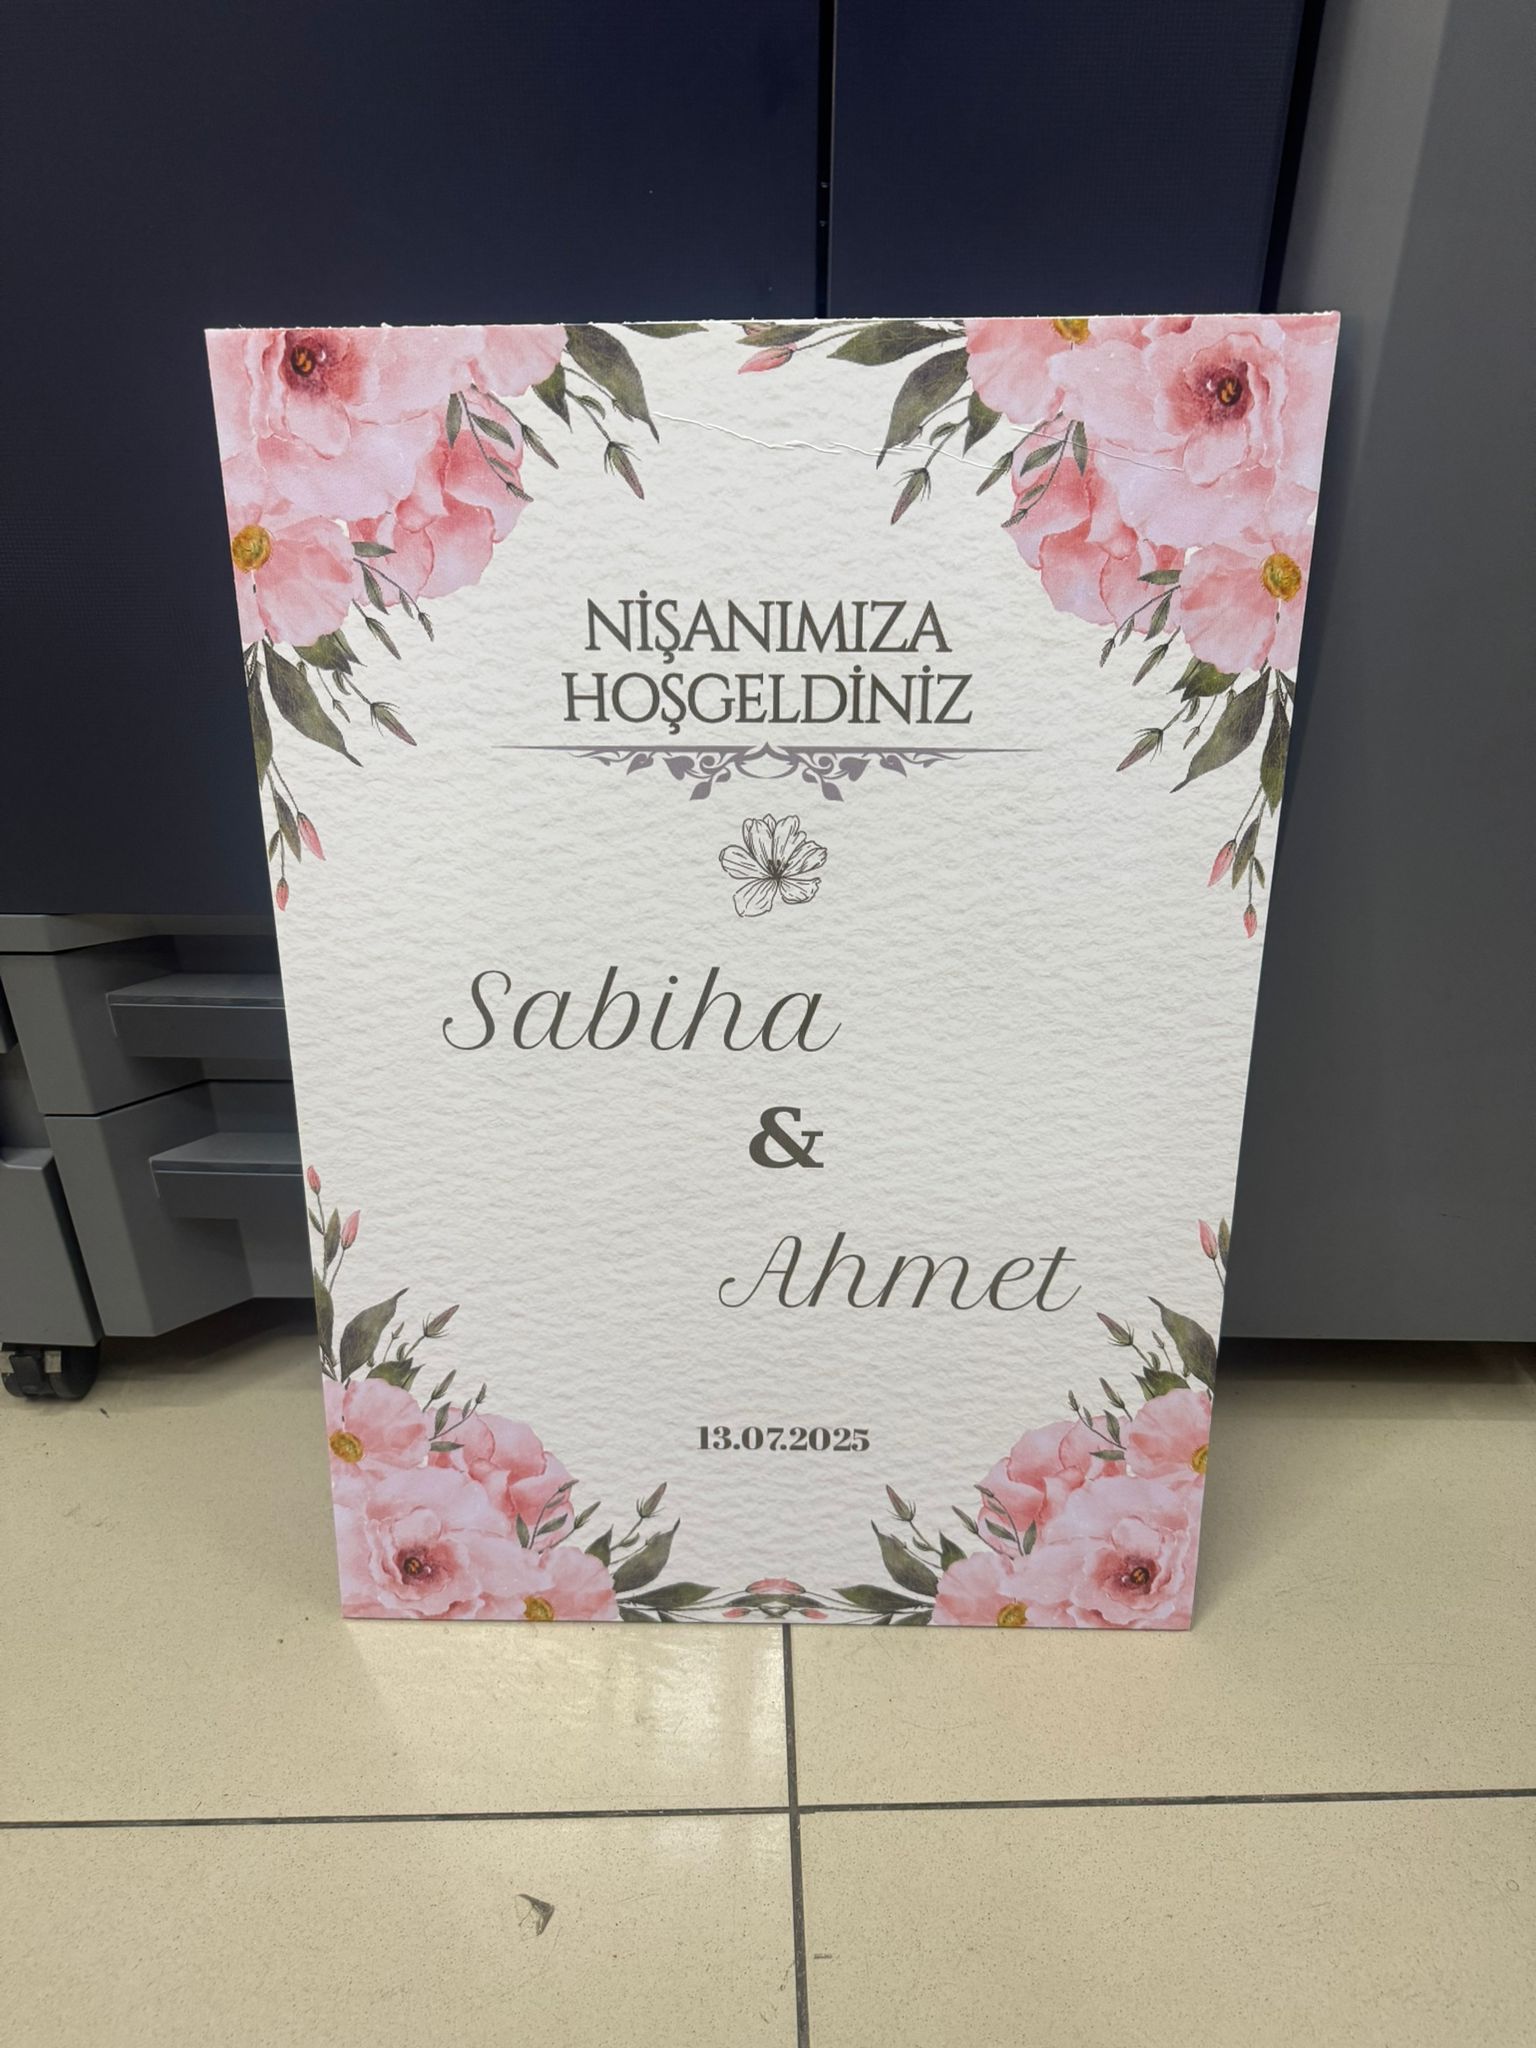 NİŞANIMIZA
HOŞGELDİNİZ
Sabiha
&
Ahmet
13.07.2025